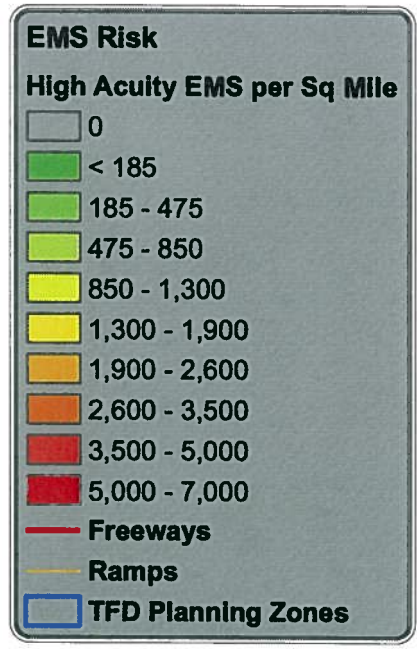 EMS Risk
High Acuity EMS per Sq Mile
0
< 185
185 - 475
475 - 850
850 - 1,300
1,300 - 1,900
1,900 - 2,600
2,600 - 3,500
3,500 - 5,000
5,000 - 7,000
Freeways
Ramps
TFD Planning Zones